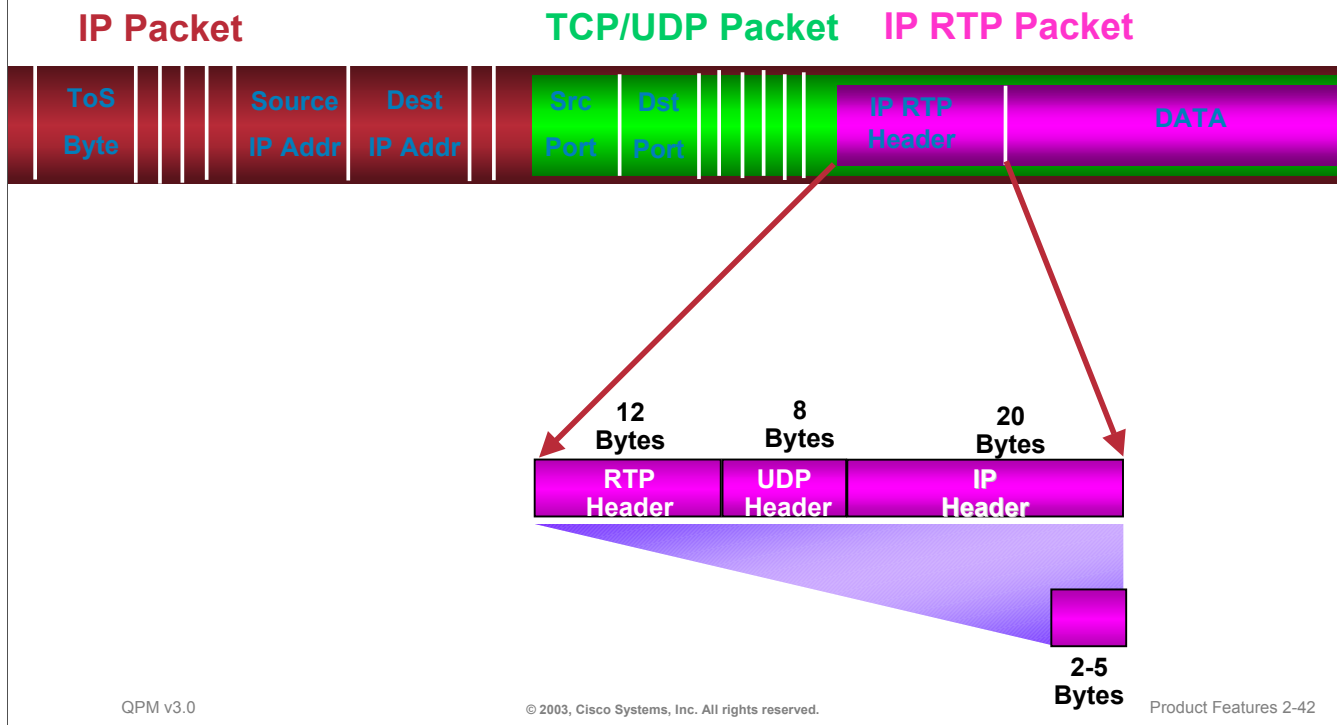 IP Packet
TCP/UDP Packet
IP RTP Packet
ToS
Byte
Source
IP Addr
Dest
IP Addr
Src
Port
Dst
Port
IP RTP
Header
DATA
12
Bytes
8
Bytes
20
Bytes
RTP
Header
UDP
Header
IP
Header
2-5
Bytes
QPM v3.0
© 2003, Cisco Systems, Inc. All rights reserved.
Product Features 2-42